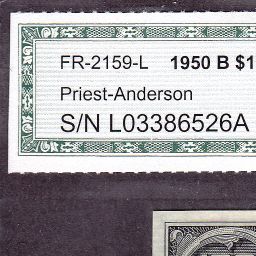 FR-2159-L 1950 B $1
Priest-Anderson
S/N L03386526A